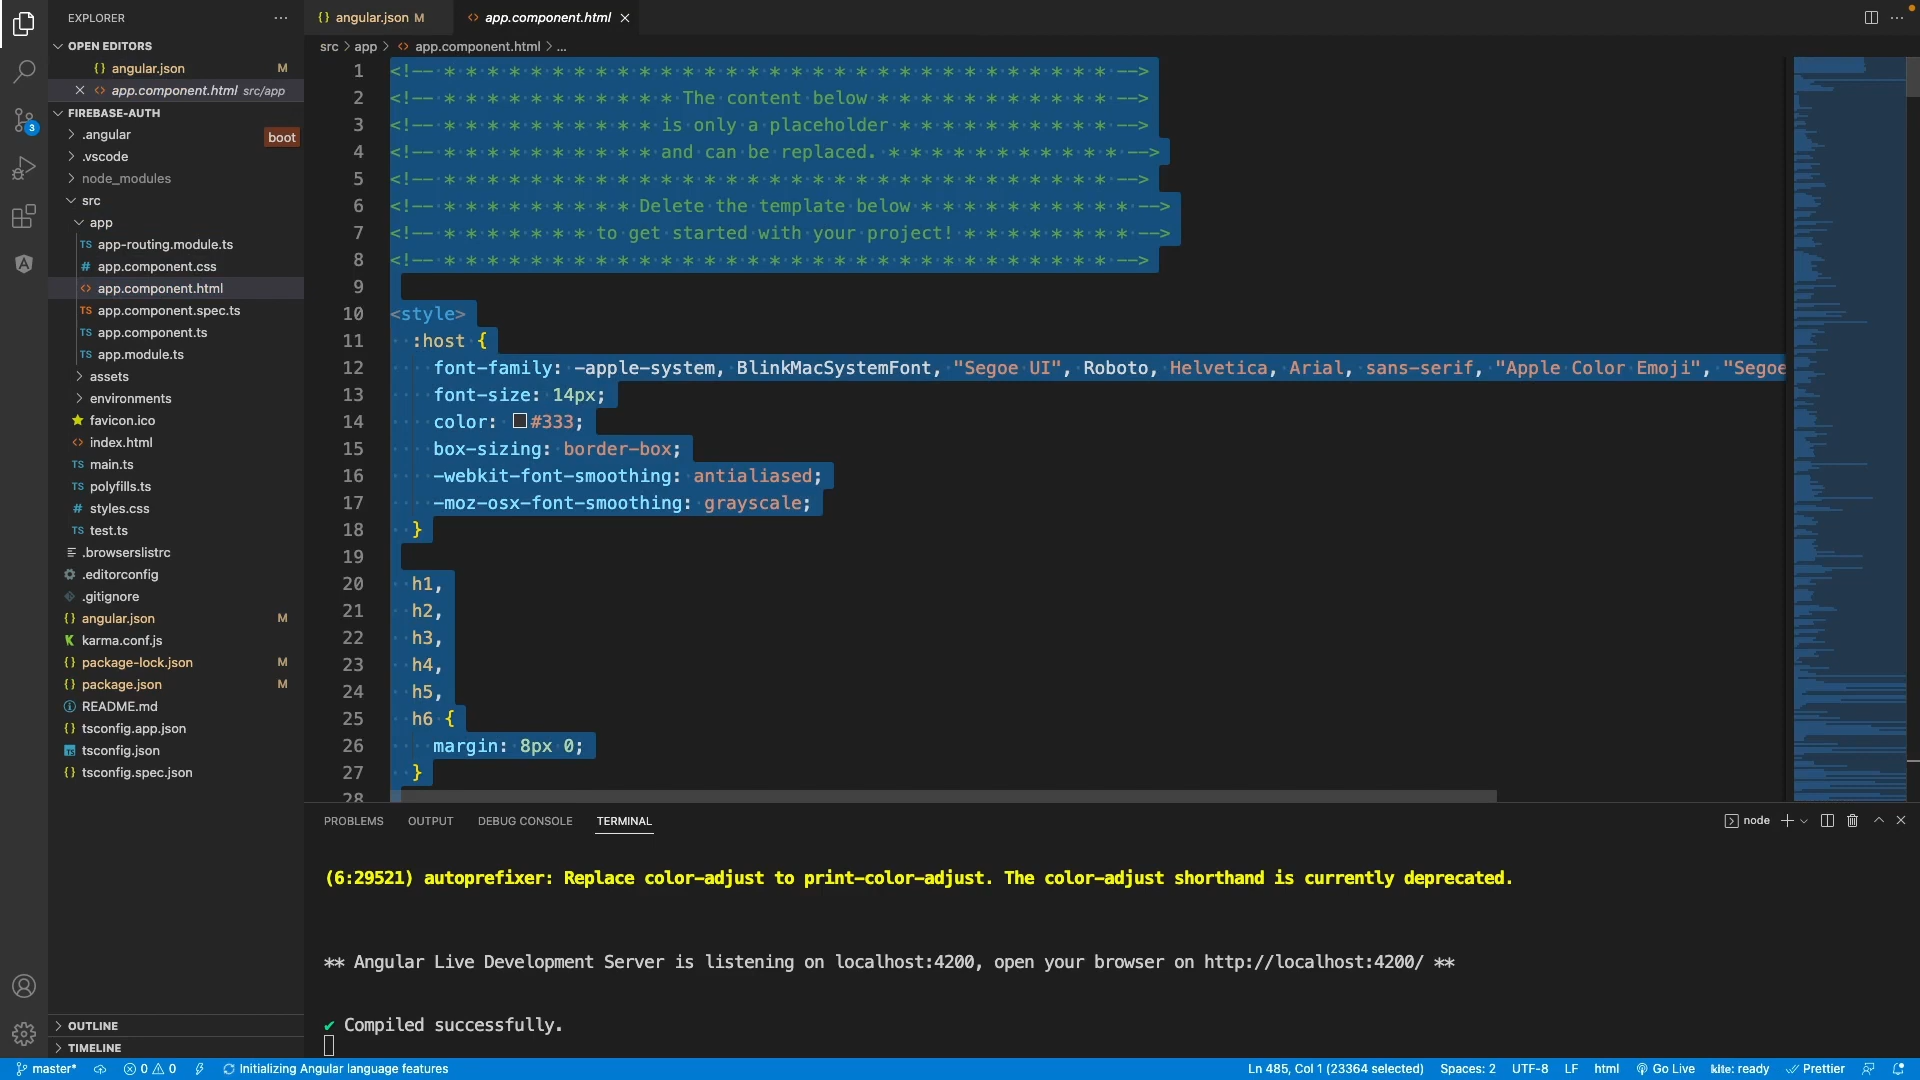 EXPLORER
OPEN EDITORS
angular.json M
app.component.html src/app
FIREBASE-AUTH
.angular
boot
.vscode
node_modules
src
app
app-routing.module.ts
app.component.css
app.component.html
app.component.spec.ts
app.component.ts
app.module.ts
assets
environments
favicon.ico
index.html
main.ts
polyfills.ts
styles.css
test.ts
.browserslistrc
.editorconfig
.gitignore
angular.json M
karma.conf.js
package-lock.json M
package.json M
README.md
tsconfig.app.json
tsconfig.json
tsconfig.spec.json
OUTLINE
TIMELINE
3
angular.json M app.component.html
src > app > app.component.html > ...
1 <!-- * * * * * * * * * * * * * * * * * * * * * * * * * * * * * * * -->
2 <!-- * * * * * * * * * * * The content below * * * * * * * * * * * -->
3 <!-- * * * * * * * * * * is only a placeholder * * * * * * * * * * -->
4 <!-- * * * * * * * * * * and can be replaced. * * * * * * * * * * * -->
5 <!-- * * * * * * * * * * * * * * * * * * * * * * * * * * * * * * * -->
6 <!-- * * * * * * * * * Delete the template below * * * * * * * * * * -->
7 <!-- * * * * * * * to get started with your project! * * * * * * * * -->
8 <!-- * * * * * * * * * * * * * * * * * * * * * * * * * * * * * * * -->
9
10 <style>
11 :host {
12 font-family: -apple-system, BlinkMacSystemFont, "Segoe UI", Roboto, Helvetica, Arial, sans-serif, "Apple Color Emoji", "Segoe
13 font-size: 14px;
14 color: #333;
15 box-sizing: border-box;
16 -webkit-font-smoothing: antialiased;
17 -moz-osx-font-smoothing: grayscale;
18 }
19
20 h1,
21 h2,
22 h3,
23 h4,
24 h5,
25 h6 {
26 margin: 8px 0;
27 }
28
PROBLEMS OUTPUT DEBUG CONSOLE TERMINAL node
(6:29521) autoprefixer: Replace color-adjust to print-color-adjust. The color-adjust shorthand is currently deprecated.
** Angular Live Development Server is listening on localhost:4200, open your browser on http://localhost:4200/ **
✔ Compiled successfully.
master* 0 0 Initializing Angular language features Ln 485, Col 1 (23364 selected) Spaces: 2 UTF-8 LF html Go Live kite: ready Prettier